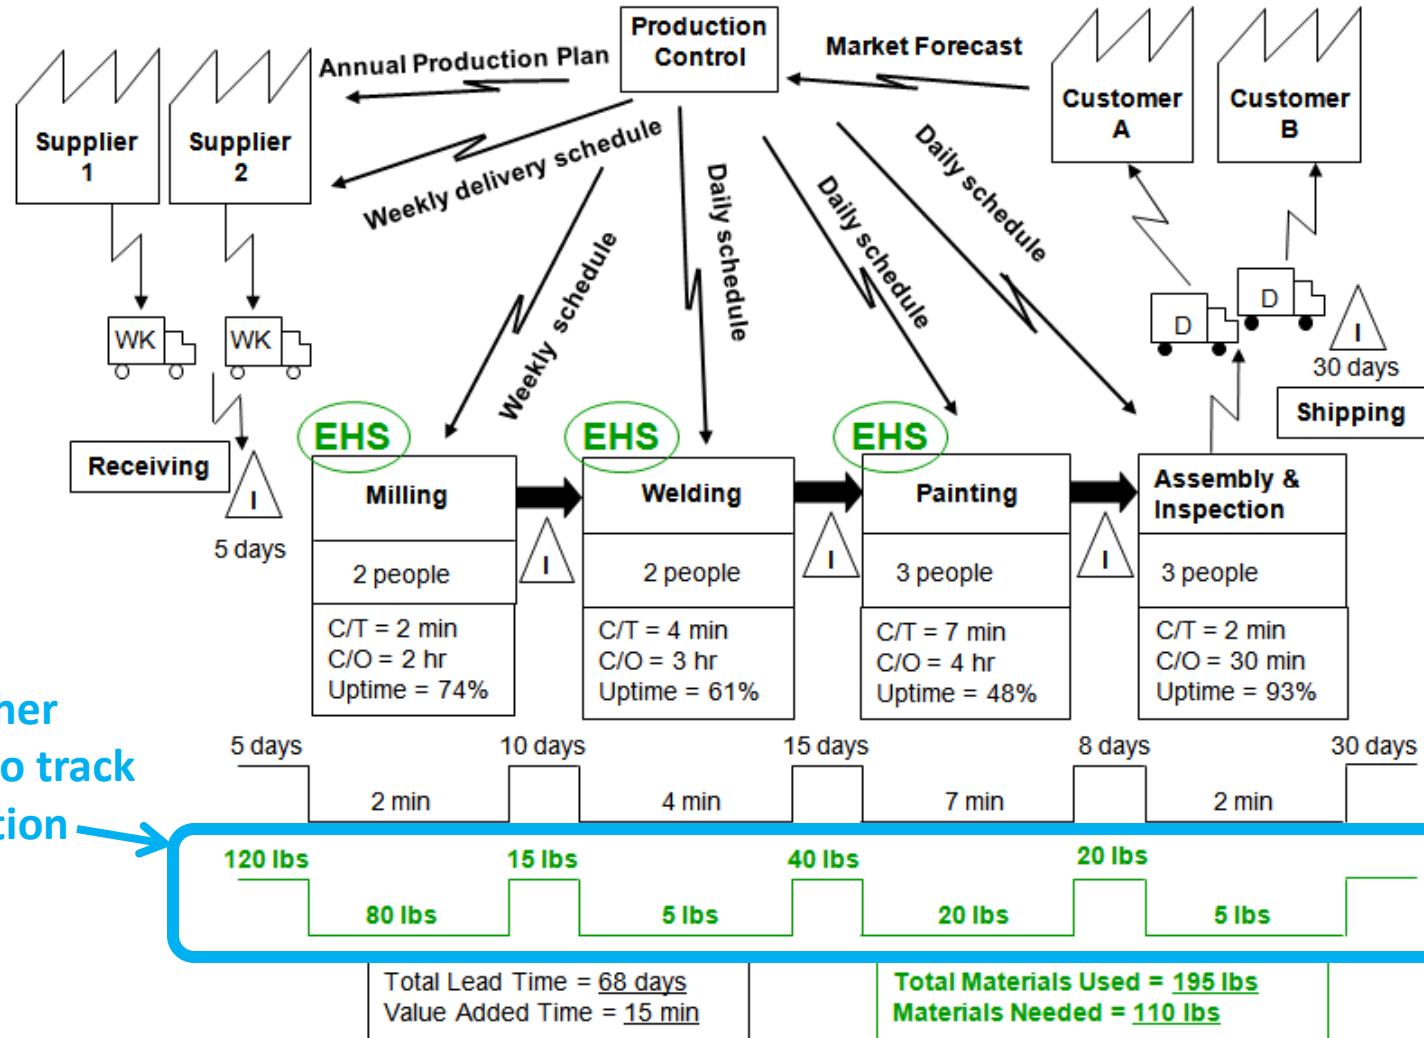 Production
Control
Annual Production Plan
Market Forecast
Supplier
1
Supplier
2
Customer
A
Customer
B
Weekly delivery schedule
Weekly schedule
Daily schedule
Daily schedule
Daily schedule
WK
WK
D
D
I
30 days
Shipping
Receiving
I
5 days
EHS
EHS
EHS
Milling
2 people
C/T = 2 min
C/O = 2 hr
Uptime = 74%
I
Welding
2 people
C/T = 4 min
C/O = 3 hr
Uptime = 61%
I
Painting
3 people
C/T = 7 min
C/O = 4 hr
Uptime = 48%
I
Assembly &
Inspection
3 people
C/T = 2 min
C/O = 30 min
Uptime = 93%
5 days 10 days 15 days 8 days 30 days
2 min 4 min 7 min 2 min
track
120 lbs 15 lbs 40 lbs 20 lbs
80 lbs 5 lbs 20 lbs 5 lbs
Total Lead Time = 68 days
Value Added Time = 15 min
Total Materials Used = 195 lbs
Materials Needed = 110 lbs